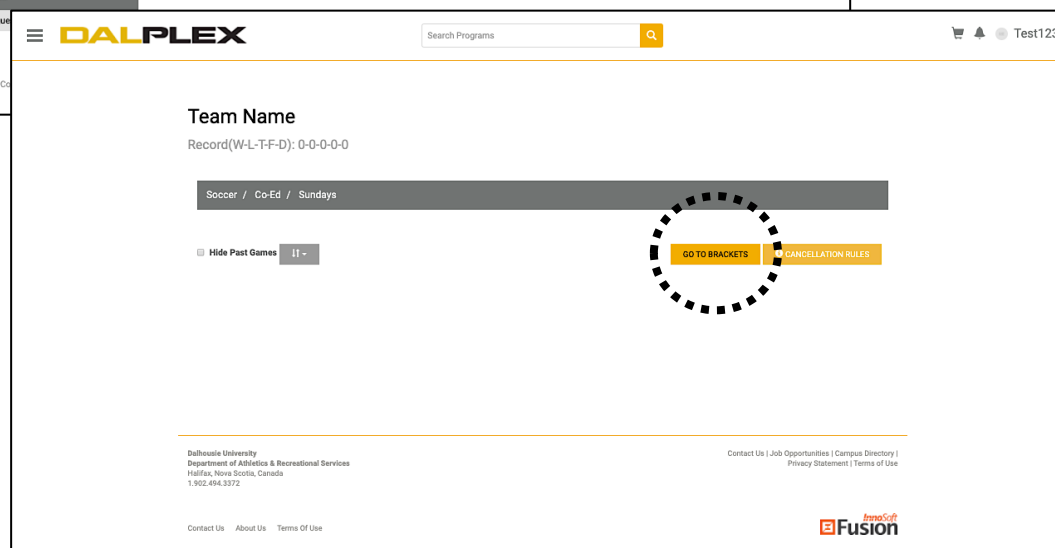 ue
Co
DALPLEX
Search Programs
Test123
Team Name
Record(W-L-T-F-D): 0-0-0-0-0
Soccer / Co-Ed / Sundays
Hide Past Games
GO TO BRACKETS
CANCELLATION RULES
Dalhousie University
Department of Athletics & Recreational Services
Halifax, Nova Scotia, Canada
1.902.494.3372
Contact Us | Job Opportunities | Campus Directory |
Privacy Statement | Terms of Use
Contact Us About Us Terms Of Use
InnoSoft
Fusion